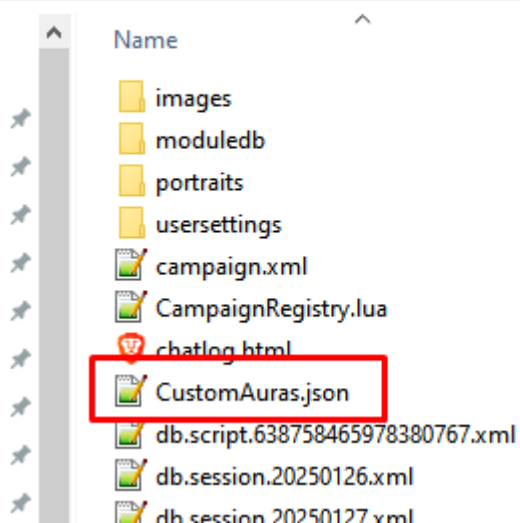 Name
images
moduledb
portraits
usersettings
campaign.xml
CampaignRegistry.lua
chatlog.html
CustomAuras.json
db.script.638758465978380767.xml
db.session.20250126.xml
db.session.20250127.xml